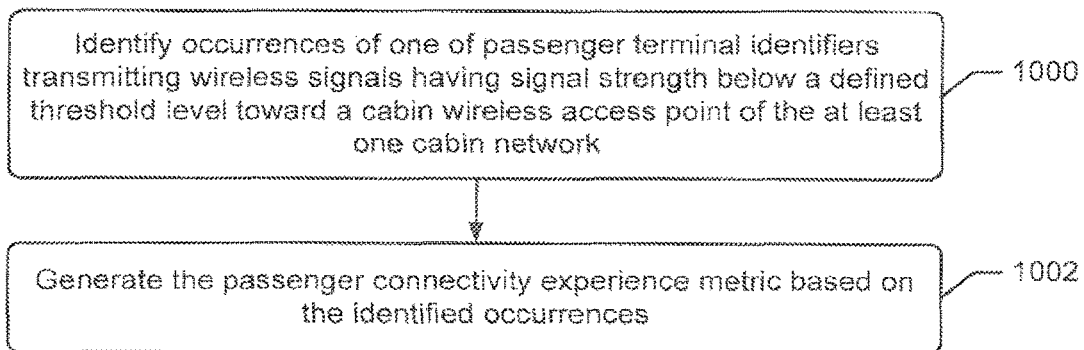 Identify occurrences of one of passenger terminal identifiers
transmitting wireless signals having signal strength below a defined
threshold level toward a cabin wireless access point of the at least
one cabin network
1000
Generate the passenger connectivity experience metric based on
the identified occurrences
1002